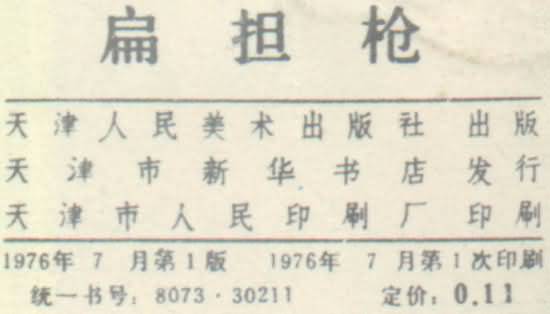 扁担枪
天津人民美术出版社出版
天津市新华书店发行
天津市人民印刷厂印刷
1976年 7 月第1版 1976年 7 月第1次印刷
统一书号: 8073·30211 定价: 0.11